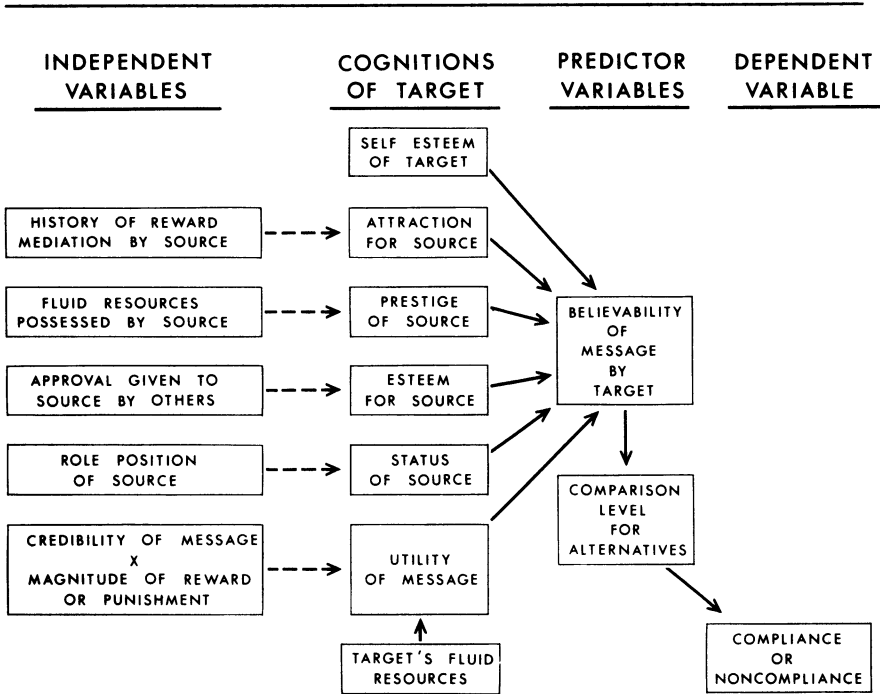 INDEPENDENT
VARIABLES
COGNITIONS
OF TARGET
PREDICTOR
VARIABLES
DEPENDENT
VARIABLE
SELF ESTEEM
OF TARGET
HISTORY OF REWARD
MEDIATION BY SOURCE
ATTRACTION
FOR SOURCE
FLUID RESOURCES
POSSESSED BY SOURCE
PRESTIGE
OF SOURCE
BELIEVABILITY
OF
MESSAGE
BY
TARGET
APPROVAL GIVEN TO
SOURCE BY OTHERS
ESTEEM
FOR SOURCE
ROLE POSITION
OF SOURCE
STATUS
OF SOURCE
COMPARISON
LEVEL
FOR
ALTERNATIVES
CREDIBILITY OF MESSAGE
X
MAGNITUDE OF REWARD
OR PUNISHMENT
UTILITY
OF MESSAGE
TARGET'S FLUID
RESOURCES
COMPLIANCE
OR
NONCOMPLIANCE